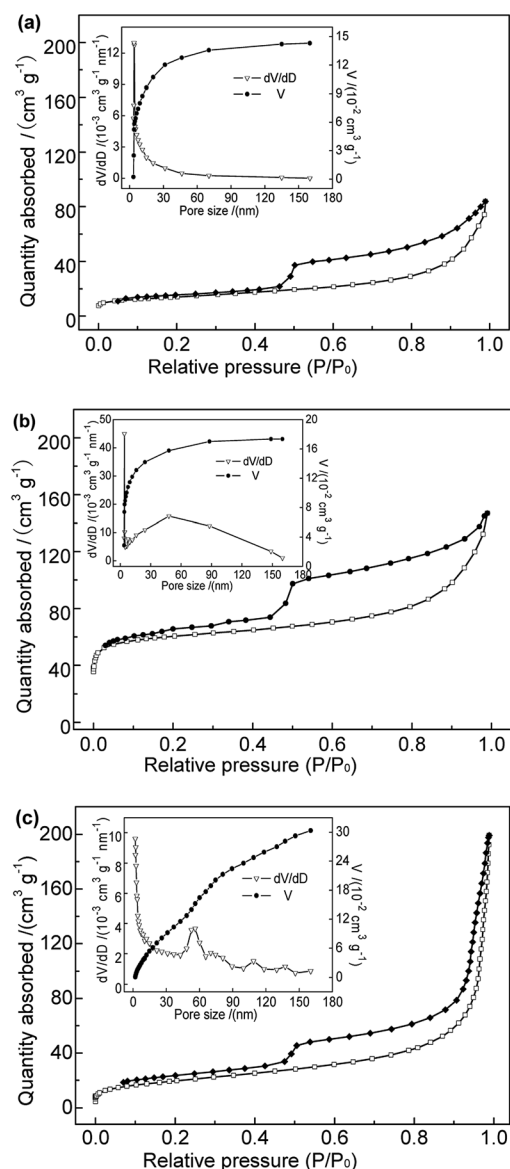 (a)
dV/dD /(10⁻³ cm³ g⁻¹ nm⁻¹)
12
8
4
0
15
12
9
6
3
0
V /(10⁻² cm³ g⁻¹)
dV/dD
V
0 30 60 90 120 150 180
Pore size /(nm)
Quantity absorbed / (cm³ g⁻¹)
200
160
120
80
40
0
0.0 0.2 0.4 0.6 0.8 1.0
Relative pressure (P/P₀)
(b)
dV/dD /(10⁻³ cm³ g⁻¹ nm⁻¹)
50
40
30
20
10
0
20
16
12
8
4
0
V /(10⁻² cm³ g⁻¹)
dV/dD
V
0 30 60 90 120 150 180
Pore size /(nm)
Quantity absorbed / (cm³ g⁻¹)
200
160
120
80
40
0
0.0 0.2 0.4 0.6 0.8 1.0
Relative pressure (P/P₀)
(c)
dV/dD /(10⁻³ cm³ g⁻¹ nm⁻¹)
10
8
6
4
2
0
30
24
18
12
6
0
V /(10⁻² cm³ g⁻¹)
dV/dD
V
0 30 60 90 120 150 180
Pore size /(nm)
Quantity absorbed /(cm³ g⁻¹)
200
160
120
80
40
0
0.0 0.2 0.4 0.6 0.8 1.0
Relative pressure (P/P₀)